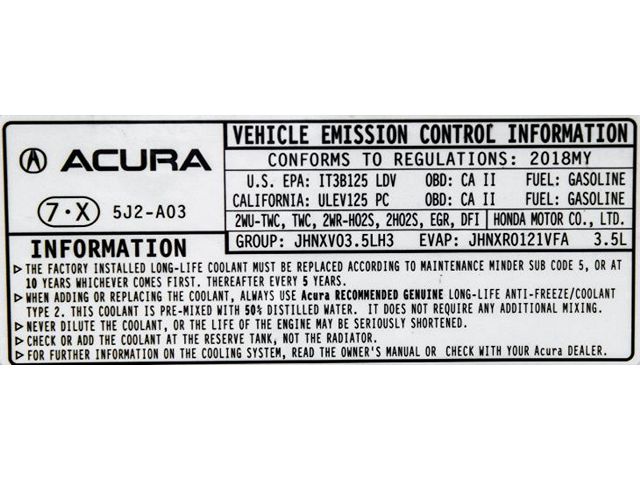 ACURA
7·X 5J2-A03
VEHICLE EMISSION CONTROL INFORMATION
CONFORMS TO REGULATIONS: 2018MY
U.S. EPA: IT3B125 LDV OBD: CA II FUEL: GASOLINE
CALIFORNIA: ULEV125 PC OBD: CA II FUEL: GASOLINE
2WU-TWC, TWC, 2WR-HO2S, 2HO2S, EGR, DFI HONDA MOTOR CO., LTD.
GROUP: JHNXV03.5LH3 EVAP: JHNXR0121VFA 3.5L
INFORMATION
▷THE FACTORY INSTALLED LONG-LIFE COOLANT MUST BE REPLACED ACCORDING TO MAINTENANCE MINDER SUB CODE 5, OR AT
10 YEARS WHICHEVER COMES FIRST. THEREAFTER EVERY 5 YEARS.
▷WHEN ADDING OR REPLACING THE COOLANT, ALWAYS USE Acura RECOMMENDED GENUINE LONG-LIFE ANTI-FREEZE/COOLANT
TYPE 2. THIS COOLANT IS PRE-MIXED WITH 50% DISTILLED WATER. IT DOES NOT REQUIRE ANY ADDITIONAL MIXING.
▷NEVER DILUTE THE COOLANT, OR THE LIFE OF THE ENGINE MAY BE SERIOUSLY SHORTENED.
▷CHECK OR ADD THE COOLANT AT THE RESERVE TANK, NOT THE RADIATOR.
▷FOR FURTHER INFORMATION ON THE COOLING SYSTEM, READ THE OWNER'S MANUAL OR CHECK WITH YOUR Acura DEALER.